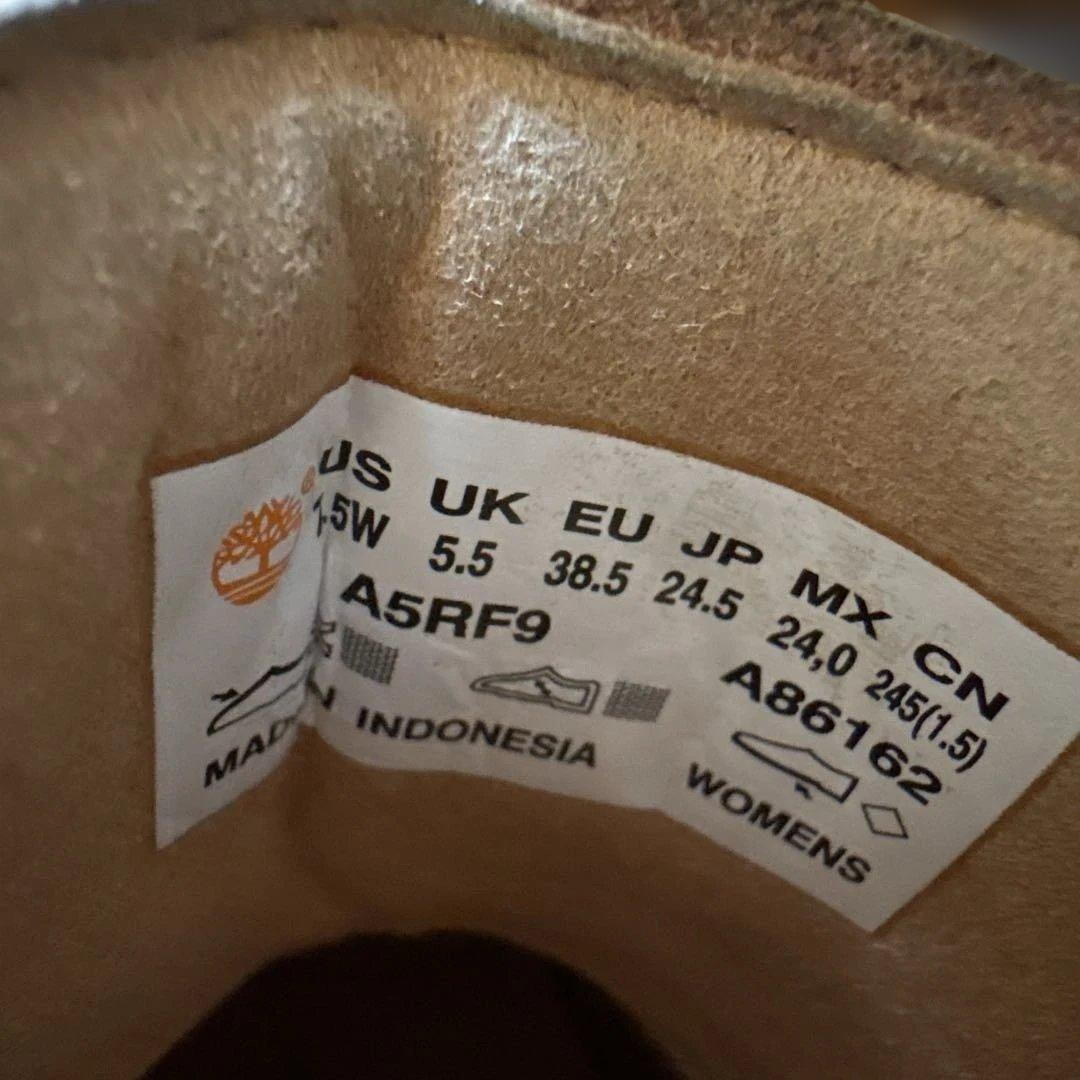 US UK EU JP MX CN
5.5 38.5 24.5 24,0 245(1.5)
A5RF9 A86162
INDONESIA
WOMENS